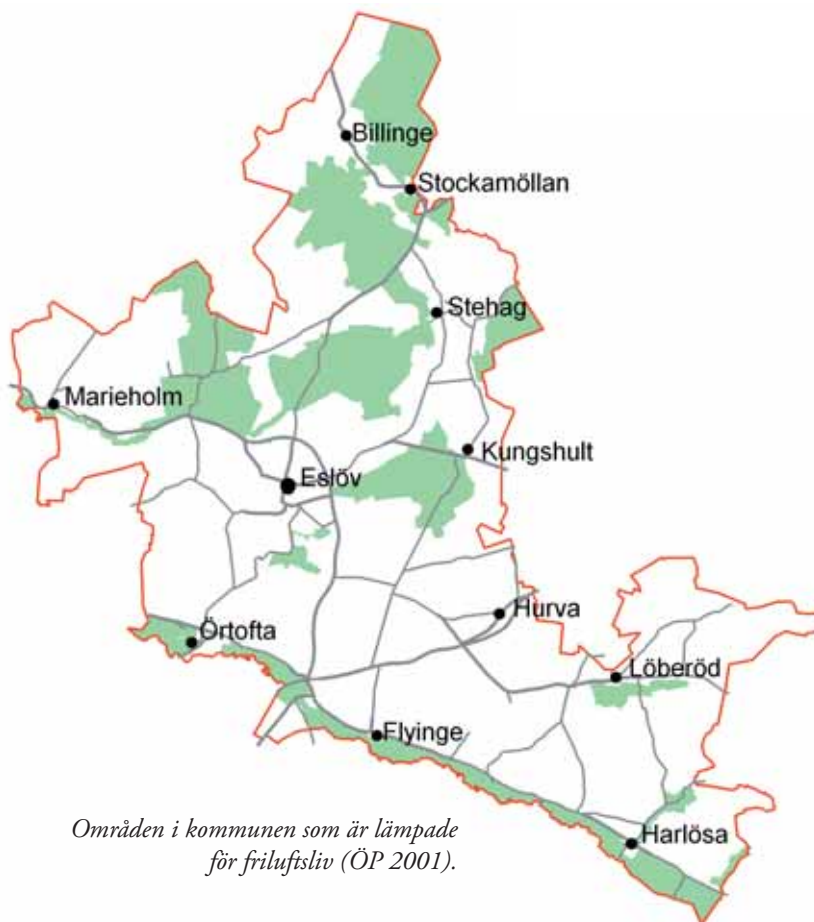 Billinge
Stockamöllan
Stehag
Marieholm
Kungshult
Eslöv
Hurva
Örtofta
Löberöd
Flyinge
Områden i kommunen som är lämpade
för friluftsliv (ÖP 2001).
Harlösa